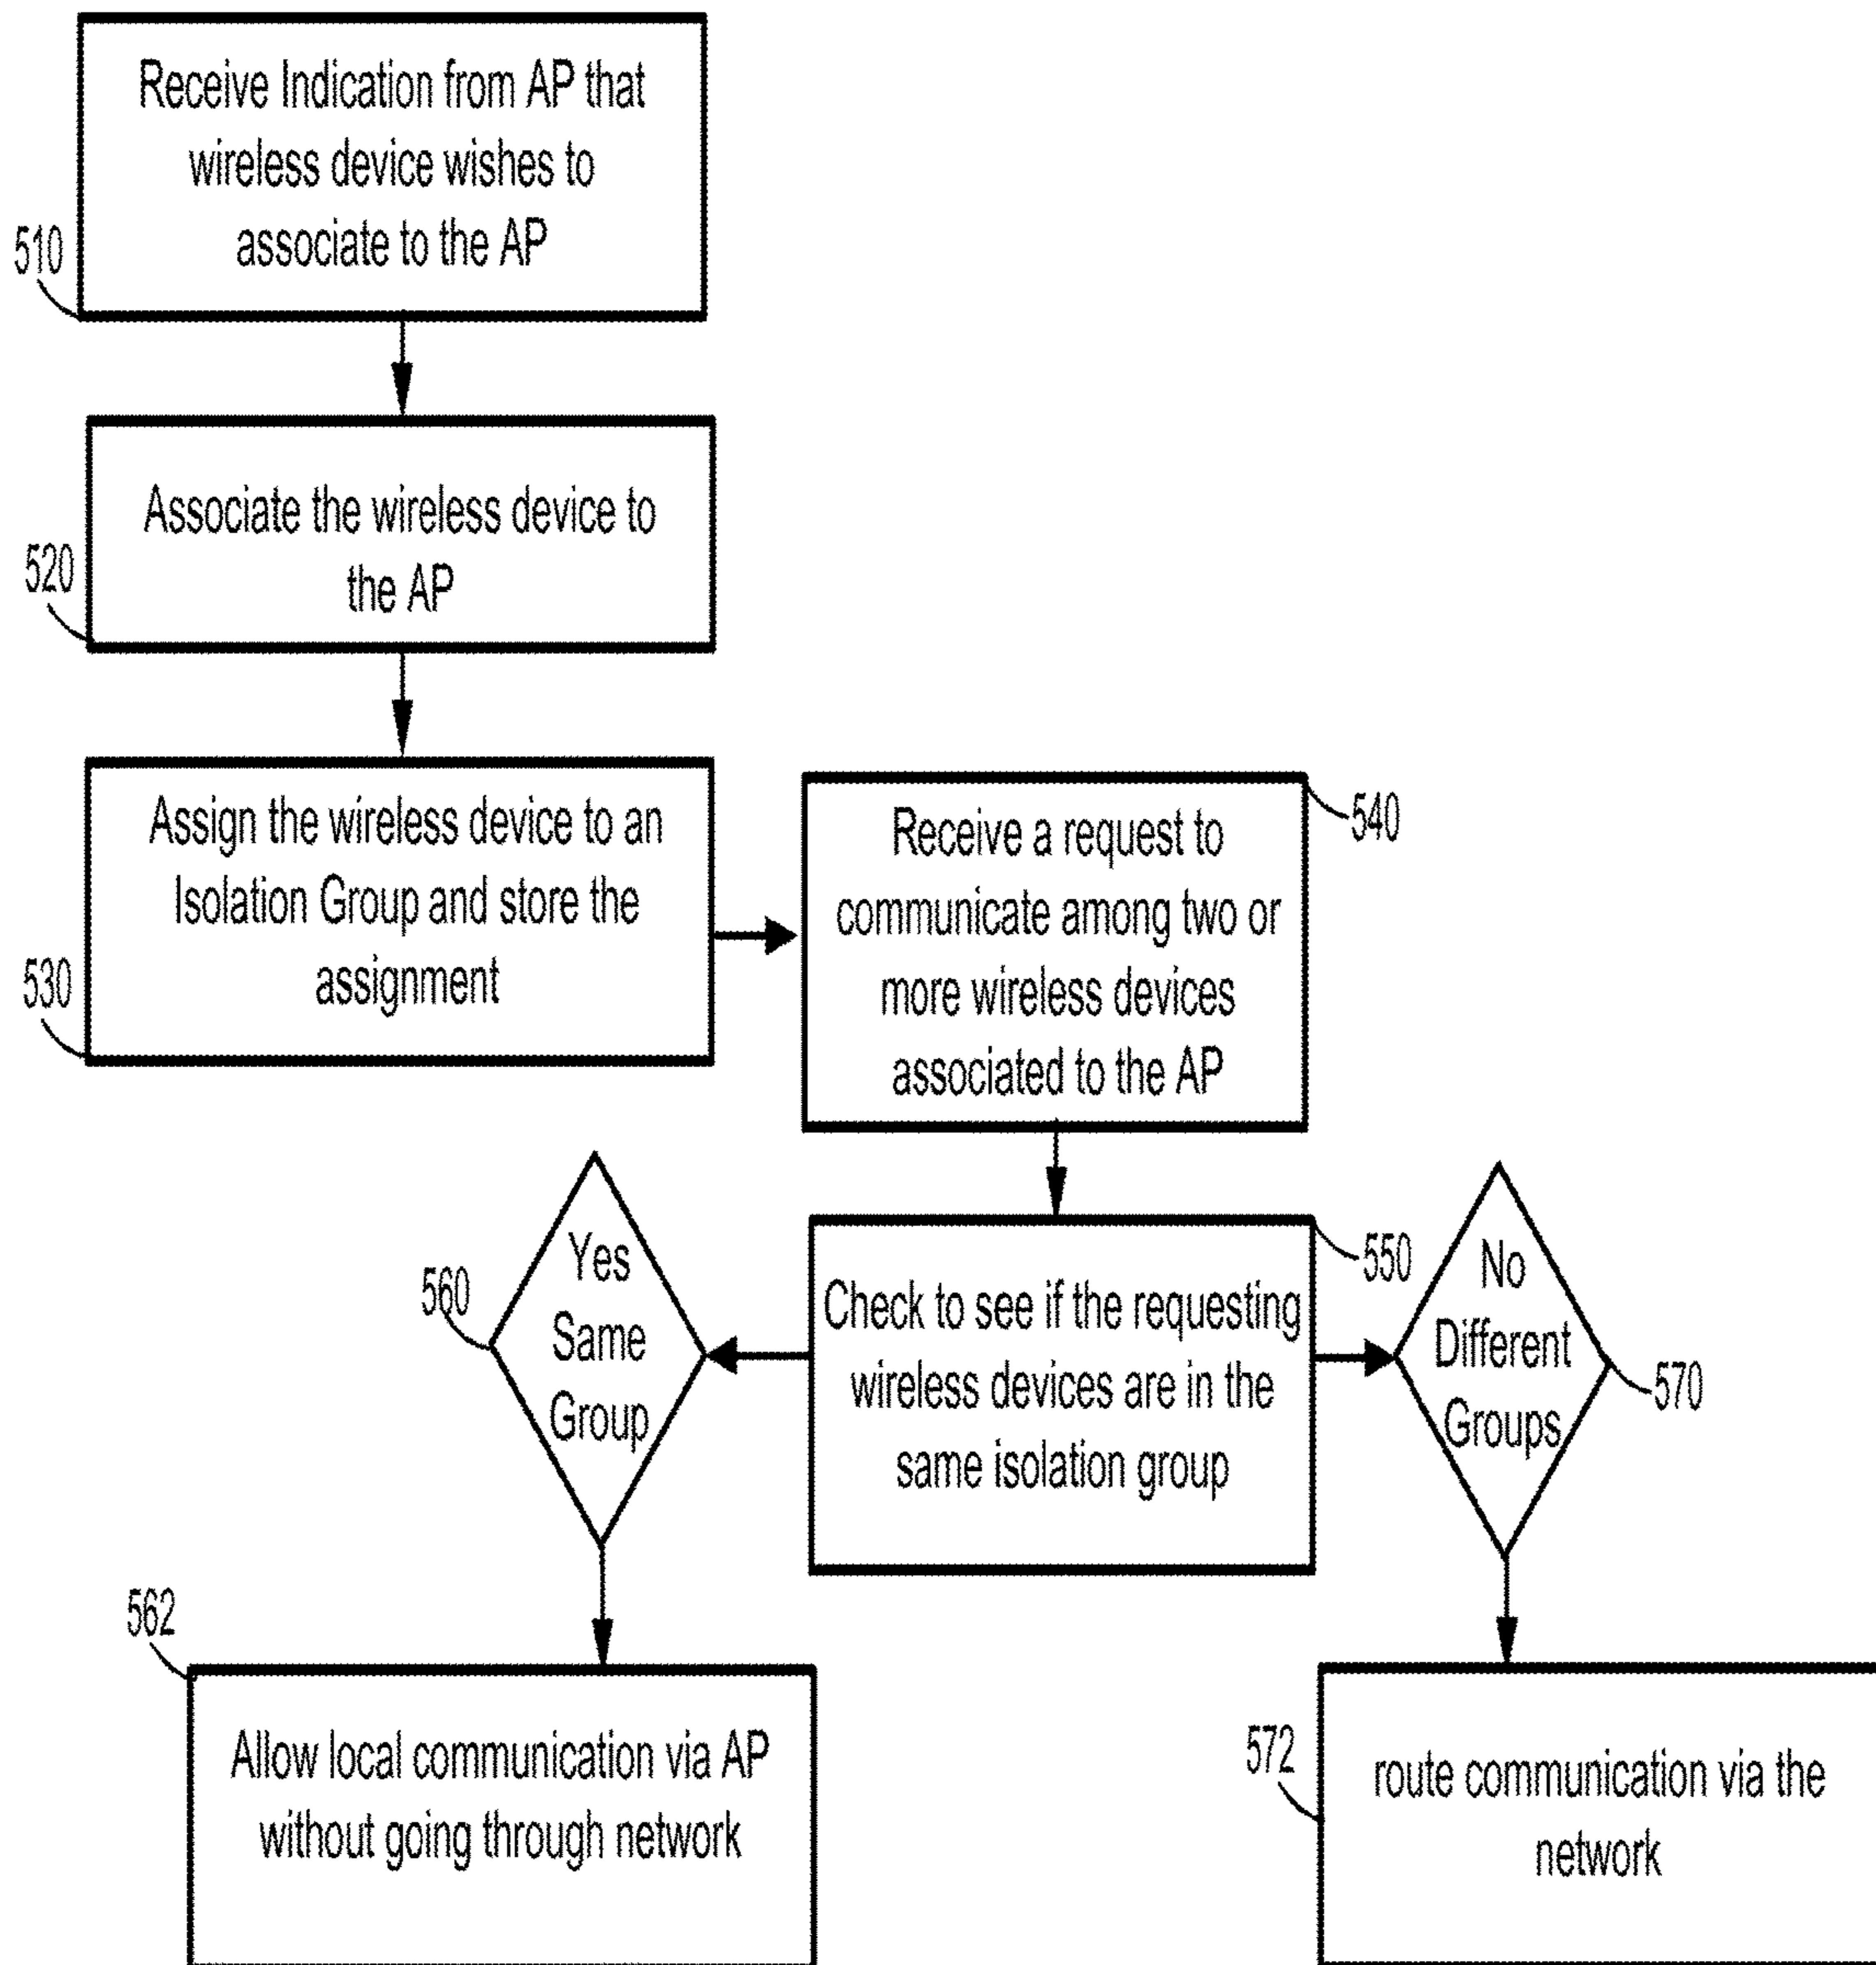 Receive Indication from AP that
wireless device wishes to
associate to the AP
510
Associate the wireless device to
the AP
520
Assign the wireless device to an
Isolation Group and store the
assignment
530
Receive a request to
communicate among two or
more wireless devices
associated to the AP
540
Check to see if the requesting
wireless devices are in the
same isolation group
550
Yes
Same
Group
560
No
Different
Groups
570
Allow local communication via AP
without going through network
562
route communication via the
network
572